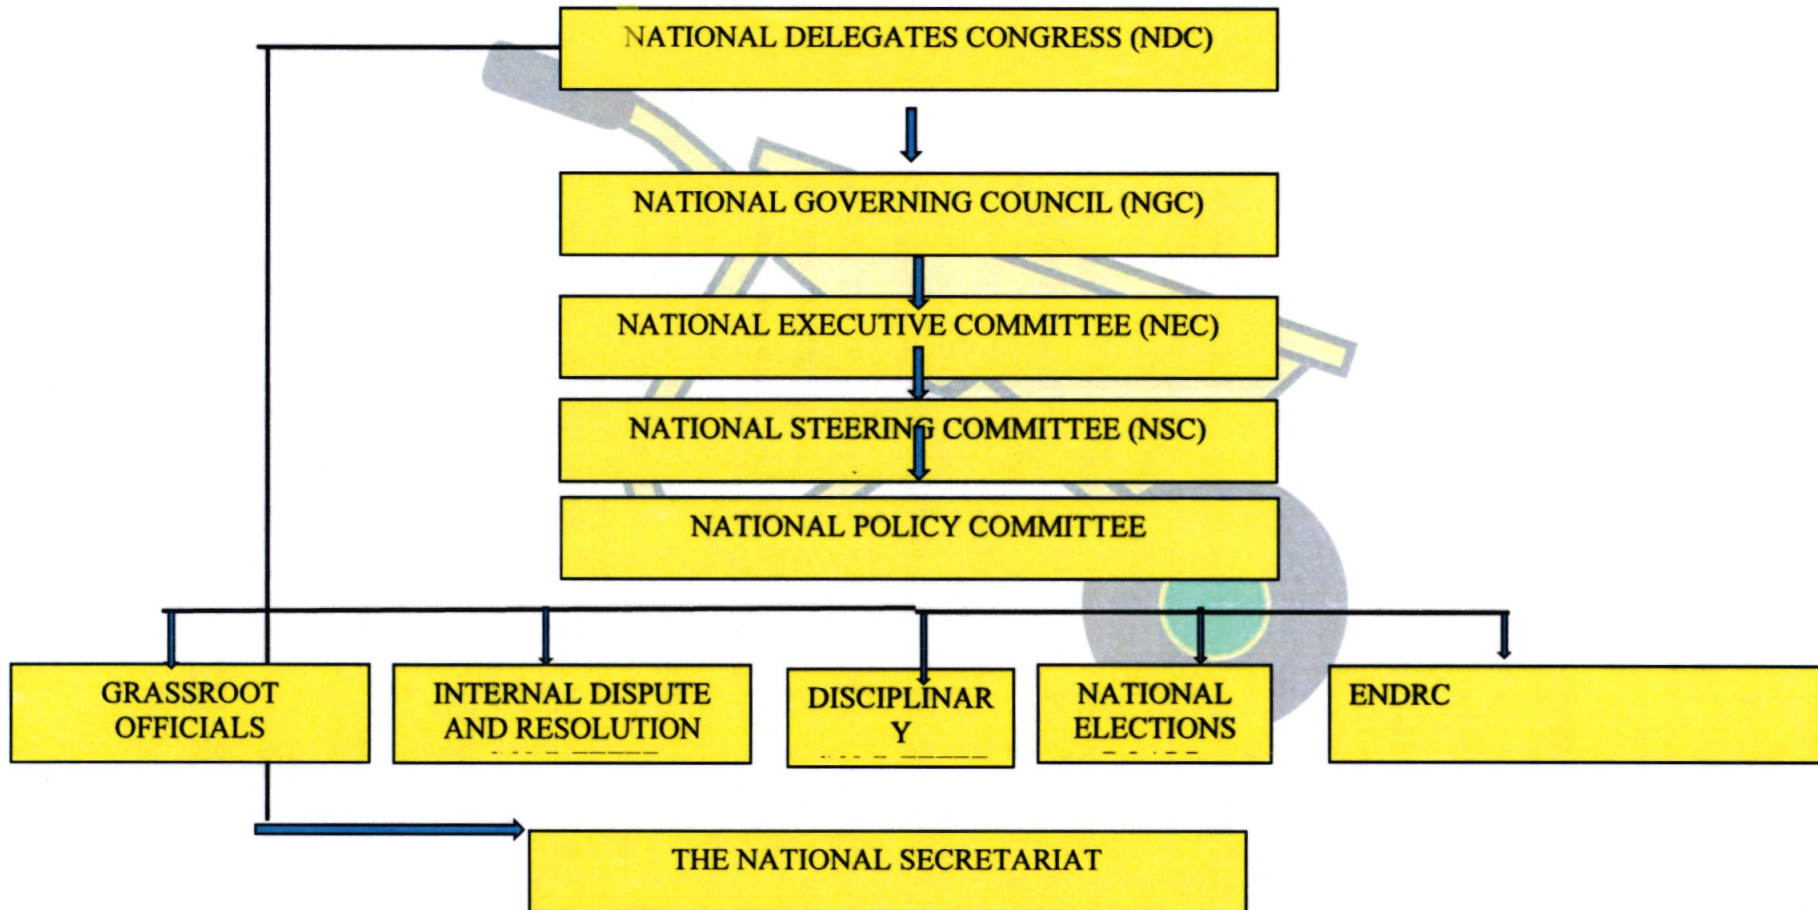 NATIONAL DELEGATES CONGRESS (NDC)
NATIONAL GOVERNING COUNCIL (NGC)
NATIONAL EXECUTIVE COMMITTEE (NEC)
NATIONAL STEERING COMMITTEE (NSC)
NATIONAL POLICY COMMITTEE
GRASSROOT
OFFICIALS
INTERNAL DISPUTE
AND RESOLUTION
DISCIPLINAR
Y
NATIONAL
ELECTIONS
ENDRC
THE NATIONAL SECRETARIAT